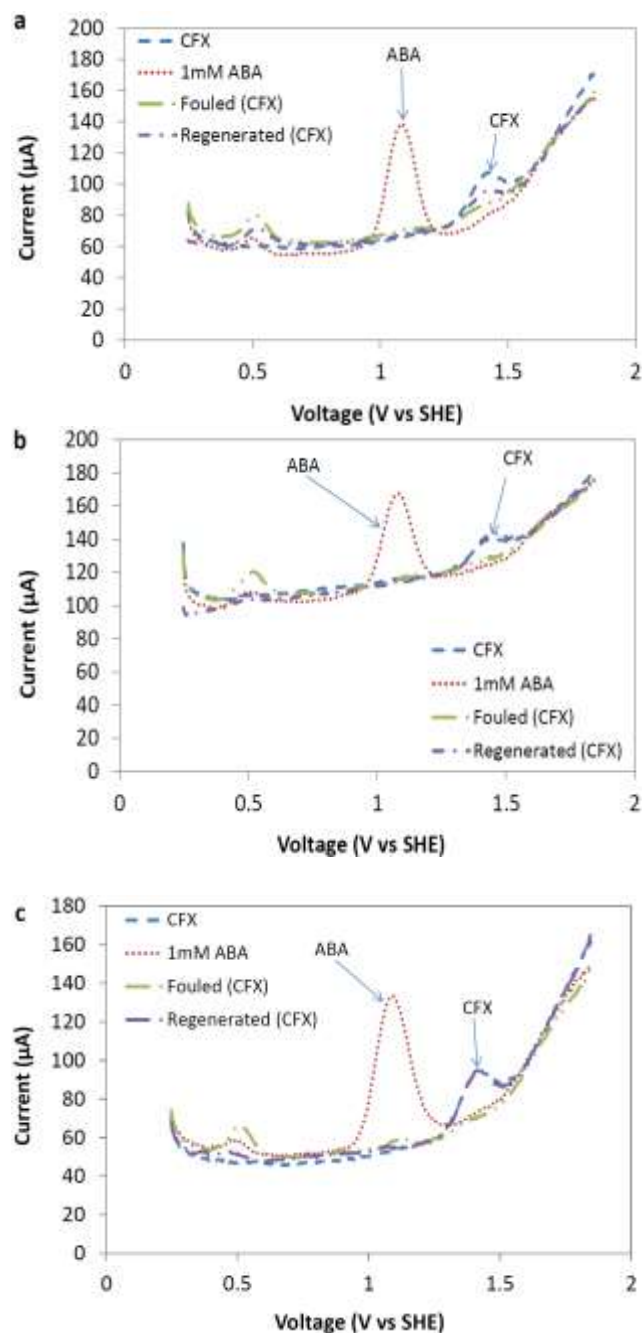 a
200
180
160
140
120
100
80
60
40
20
0
Current (µA)
CFX
1mM ABA
Fouled (CFX)
Regenerated (CFX)
ABA
CFX
0
0.5
1
1.5
2
Voltage (V vs SHE)
b
200
180
160
140
120
100
80
60
40
20
0
Current (µA)
ABA
CFX
CFX
1mM ABA
Fouled (CFX)
Regenerated (CFX)
0
0.5
1
1.5
2
Voltage (V vs SHE)
c
180
160
140
120
100
80
60
40
20
0
Current (µA)
CFX
1mM ABA
Fouled (CFX)
Regenerated (CFX)
ABA
CFX
0
0.5
1
1.5
2
Voltage (V vs SHE)